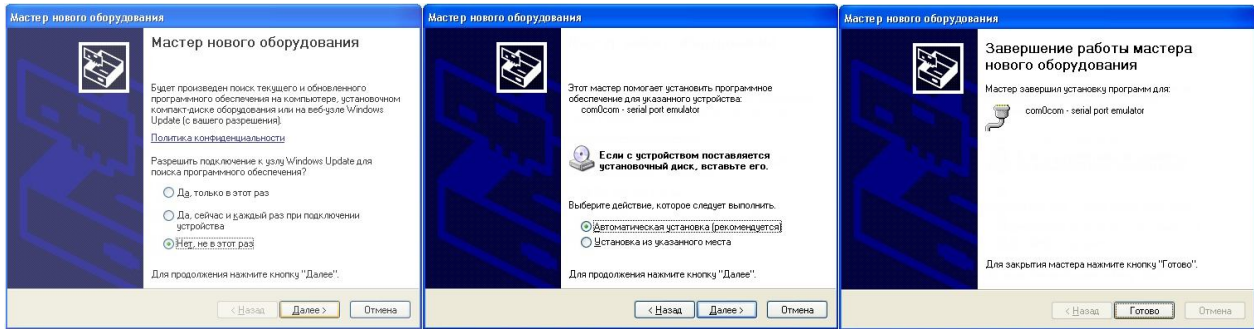 Мастер нового оборудования
Мастер нового оборудования
Будет произведен поиск текущего и обновленного
программного обеспечения на компьютере, установочном
компакт-диске оборудования или на веб-узле Windows
Update (с вашего разрешения).
Политика конфиденциальности
Разрешить подключение к узлу Windows Update для
поиска программного обеспечения?
Да, только в этот раз
Да, сейчас и каждый раз при подключении
устройства
Нет, не в этот раз
Для продолжения нажмите кнопку "Далее".
< Назад
Далее >
Отмена
Мастер нового оборудования
Этот мастер помогает установить программное
обеспечение для указанного устройства:
com0com - serial port emulator
Если с устройством поставляется
установочный диск, вставьте его.
Выберите действие, которое следует выполнить.
Автоматическая установка (рекомендуется)
Установка из указанного места
Для продолжения нажмите кнопку "Далее".
< Назад
Далее >
Отмена
Мастер нового оборудования
Завершение работы мастера
нового оборудования
Мастер завершил установку программ для:
com0com - serial port emulator
Для закрытия мастера нажмите кнопку "Готово".
< Назад
Готово
Отмена